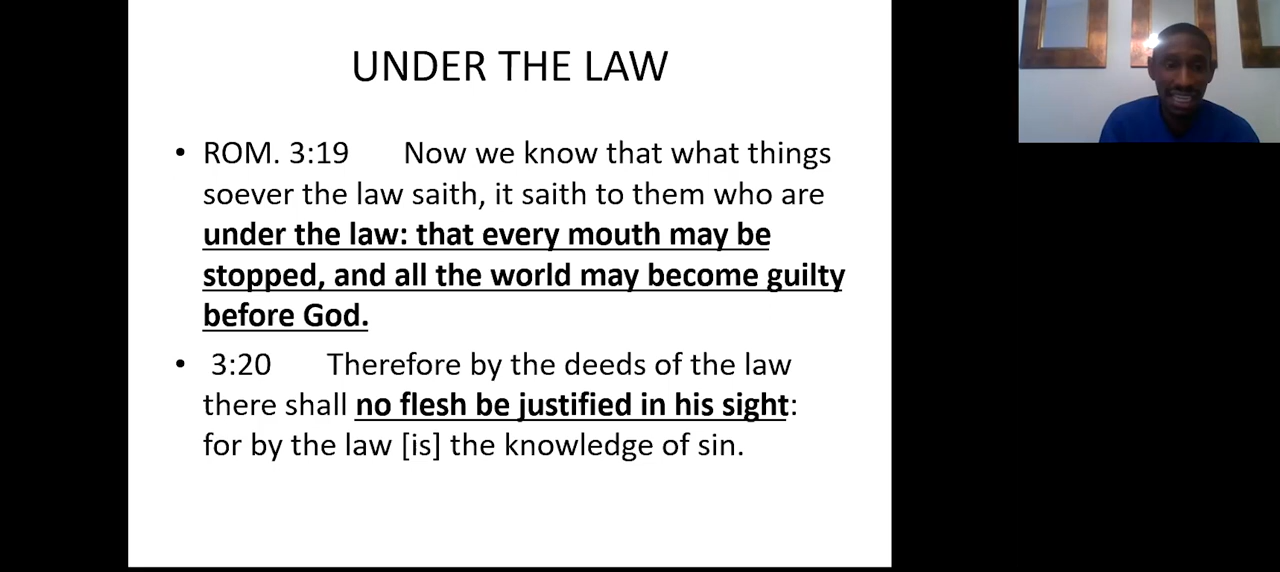 UNDER THE LAW
• ROM. 3:19 Now we know that what things
soever the law saith, it saith to them who are
under the law: that every mouth may be
stopped, and all the world may become guilty
before God.
• 3:20 Therefore by the deeds of the law
there shall no flesh be justified in his sight:
for by the law [is] the knowledge of sin.